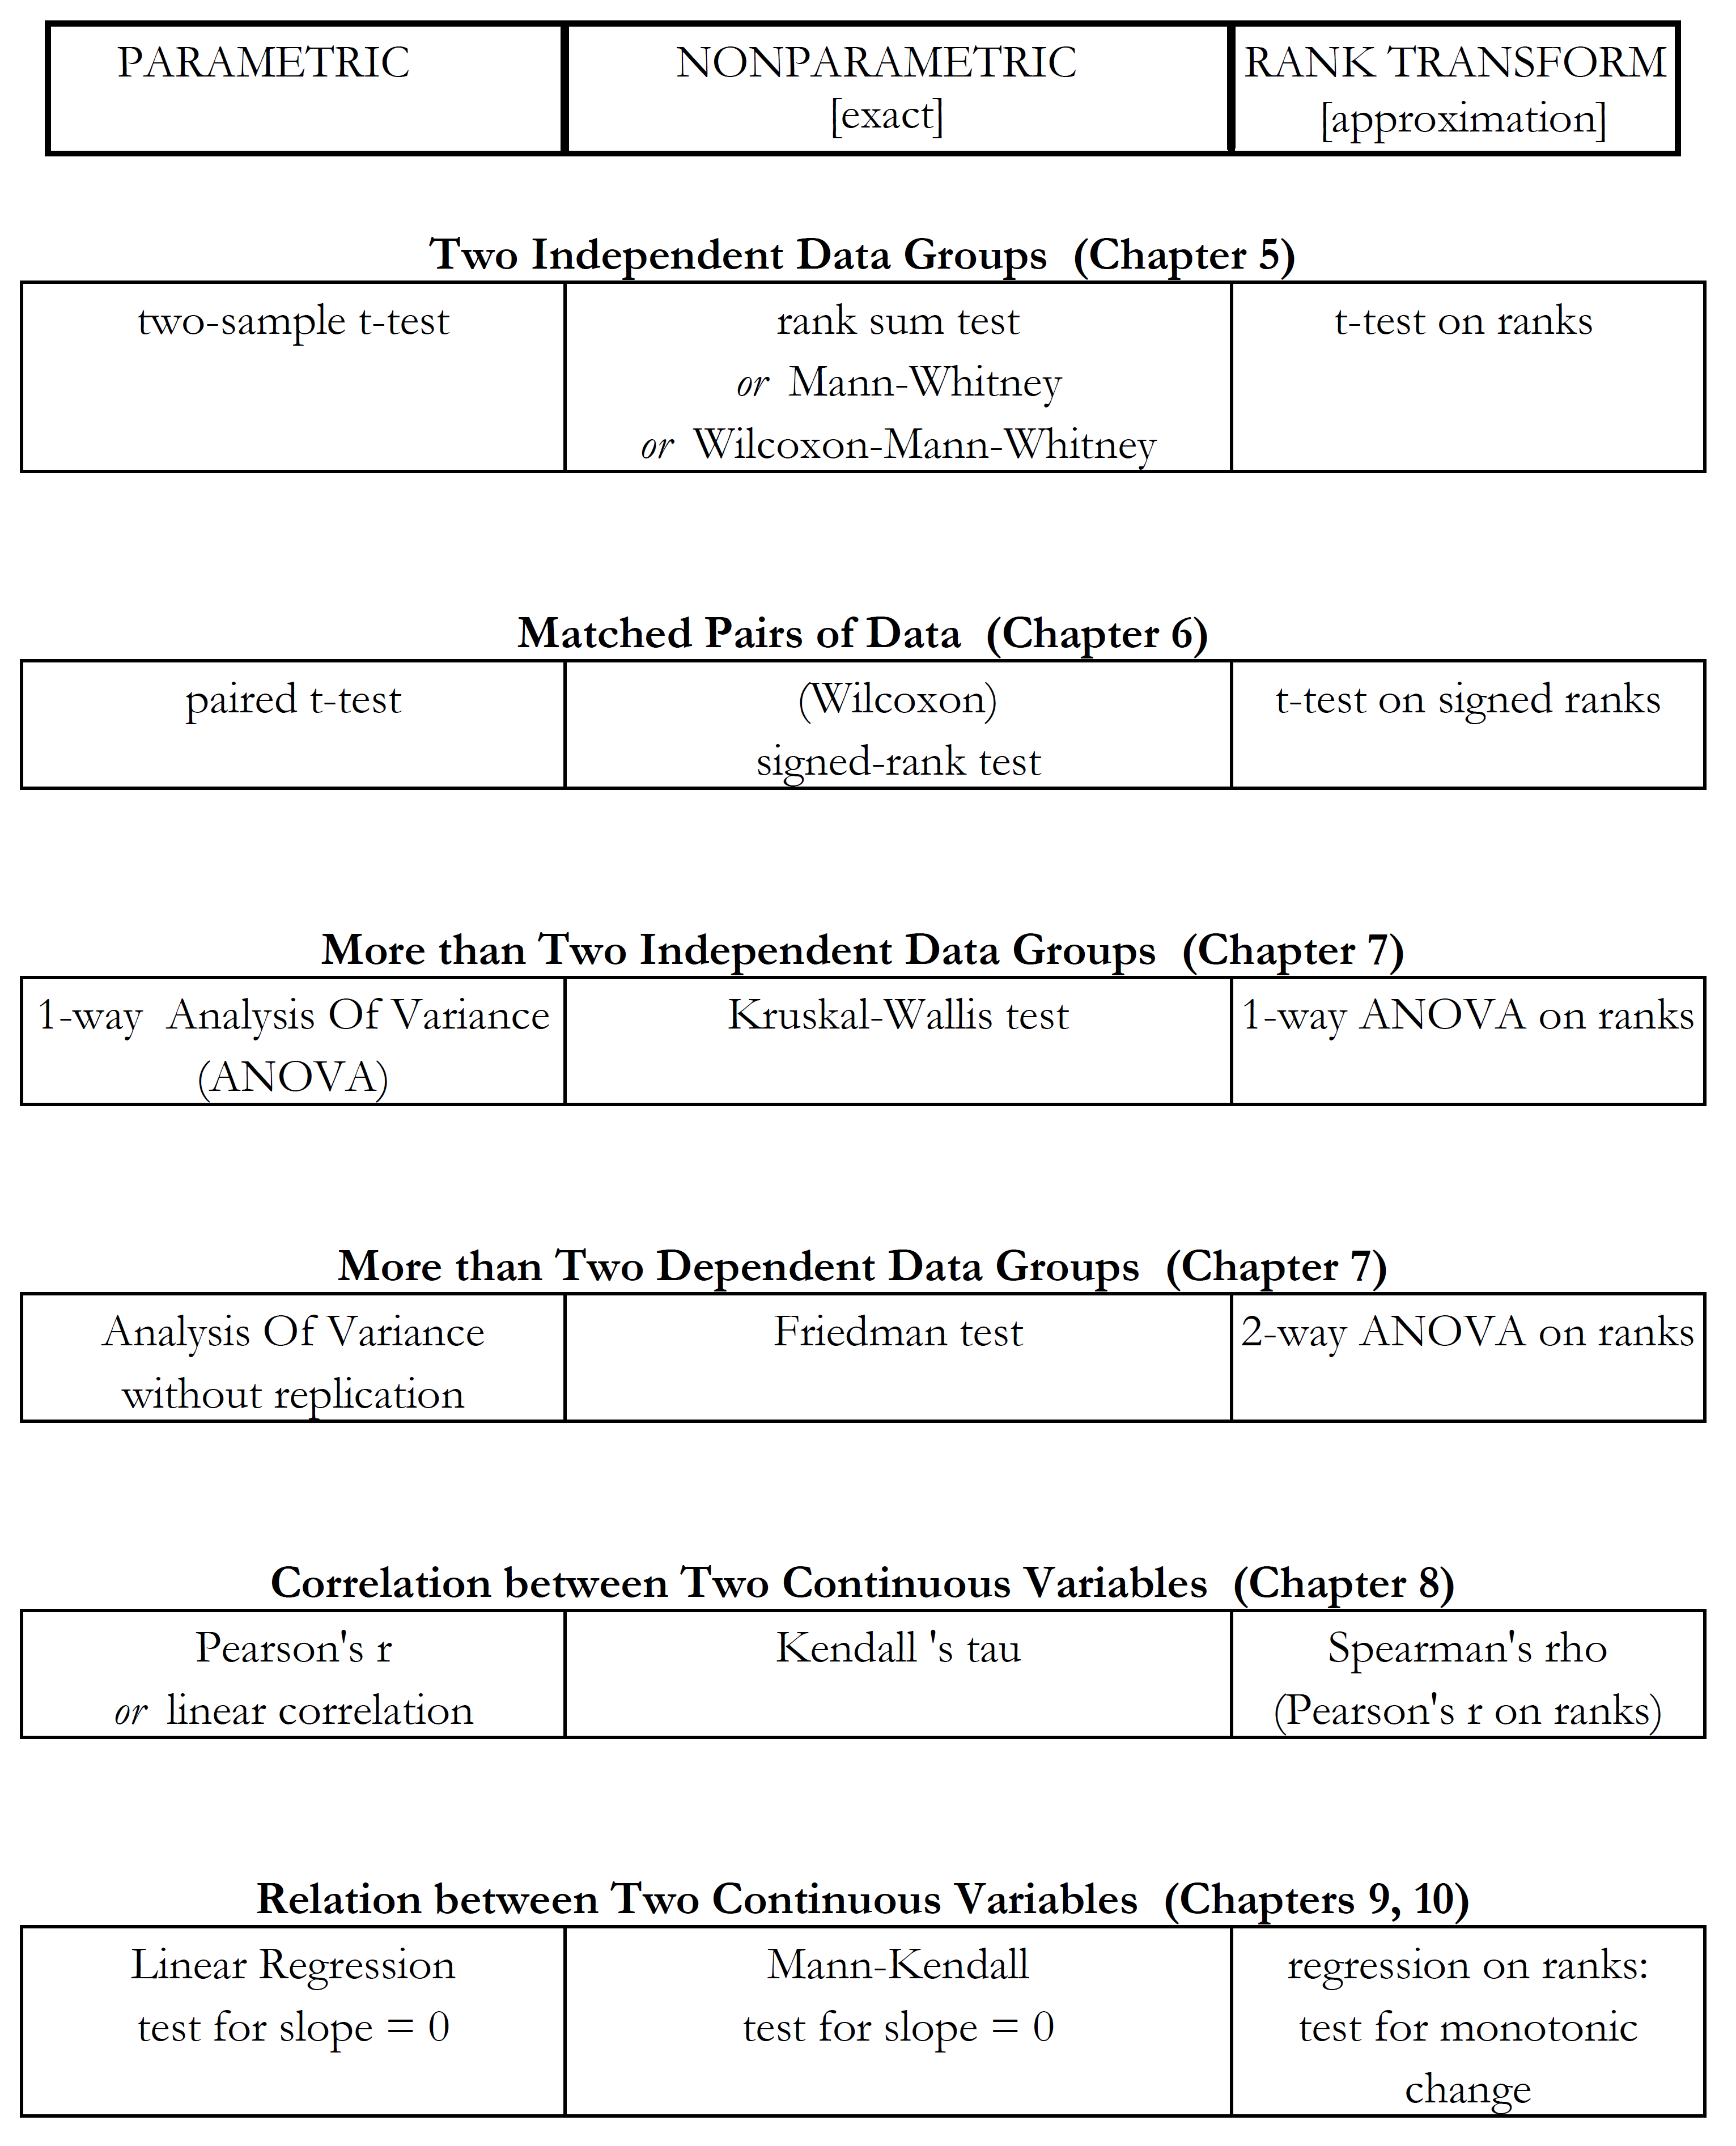 PARAMETRIC NONPARAMETRIC RANK TRANSFORM
[exact] [approximation]
Two Independent Data Groups (Chapter 5)
two-sample t-test rank sum test t-test on ranks
or Mann-Whitney
or Wilcoxon-Mann-Whitney
Matched Pairs of Data (Chapter 6)
paired t-test (Wilcoxon) t-test on signed ranks
signed-rank test
More than Two Independent Data Groups (Chapter 7)
1-way Analysis Of Variance Kruskal-Wallis test 1-way ANOVA on ranks
(ANOVA)
More than Two Dependent Data Groups (Chapter 7)
Analysis Of Variance Friedman test 2-way ANOVA on ranks
without replication
Correlation between Two Continuous Variables (Chapter 8)
Pearson's r Kendall 's tau Spearman's rho
or linear correlation (Pearson's r on ranks)
Relation between Two Continuous Variables (Chapters 9, 10)
Linear Regression Mann-Kendall regression on ranks:
test for slope = 0 test for slope = 0 test for monotonic
change